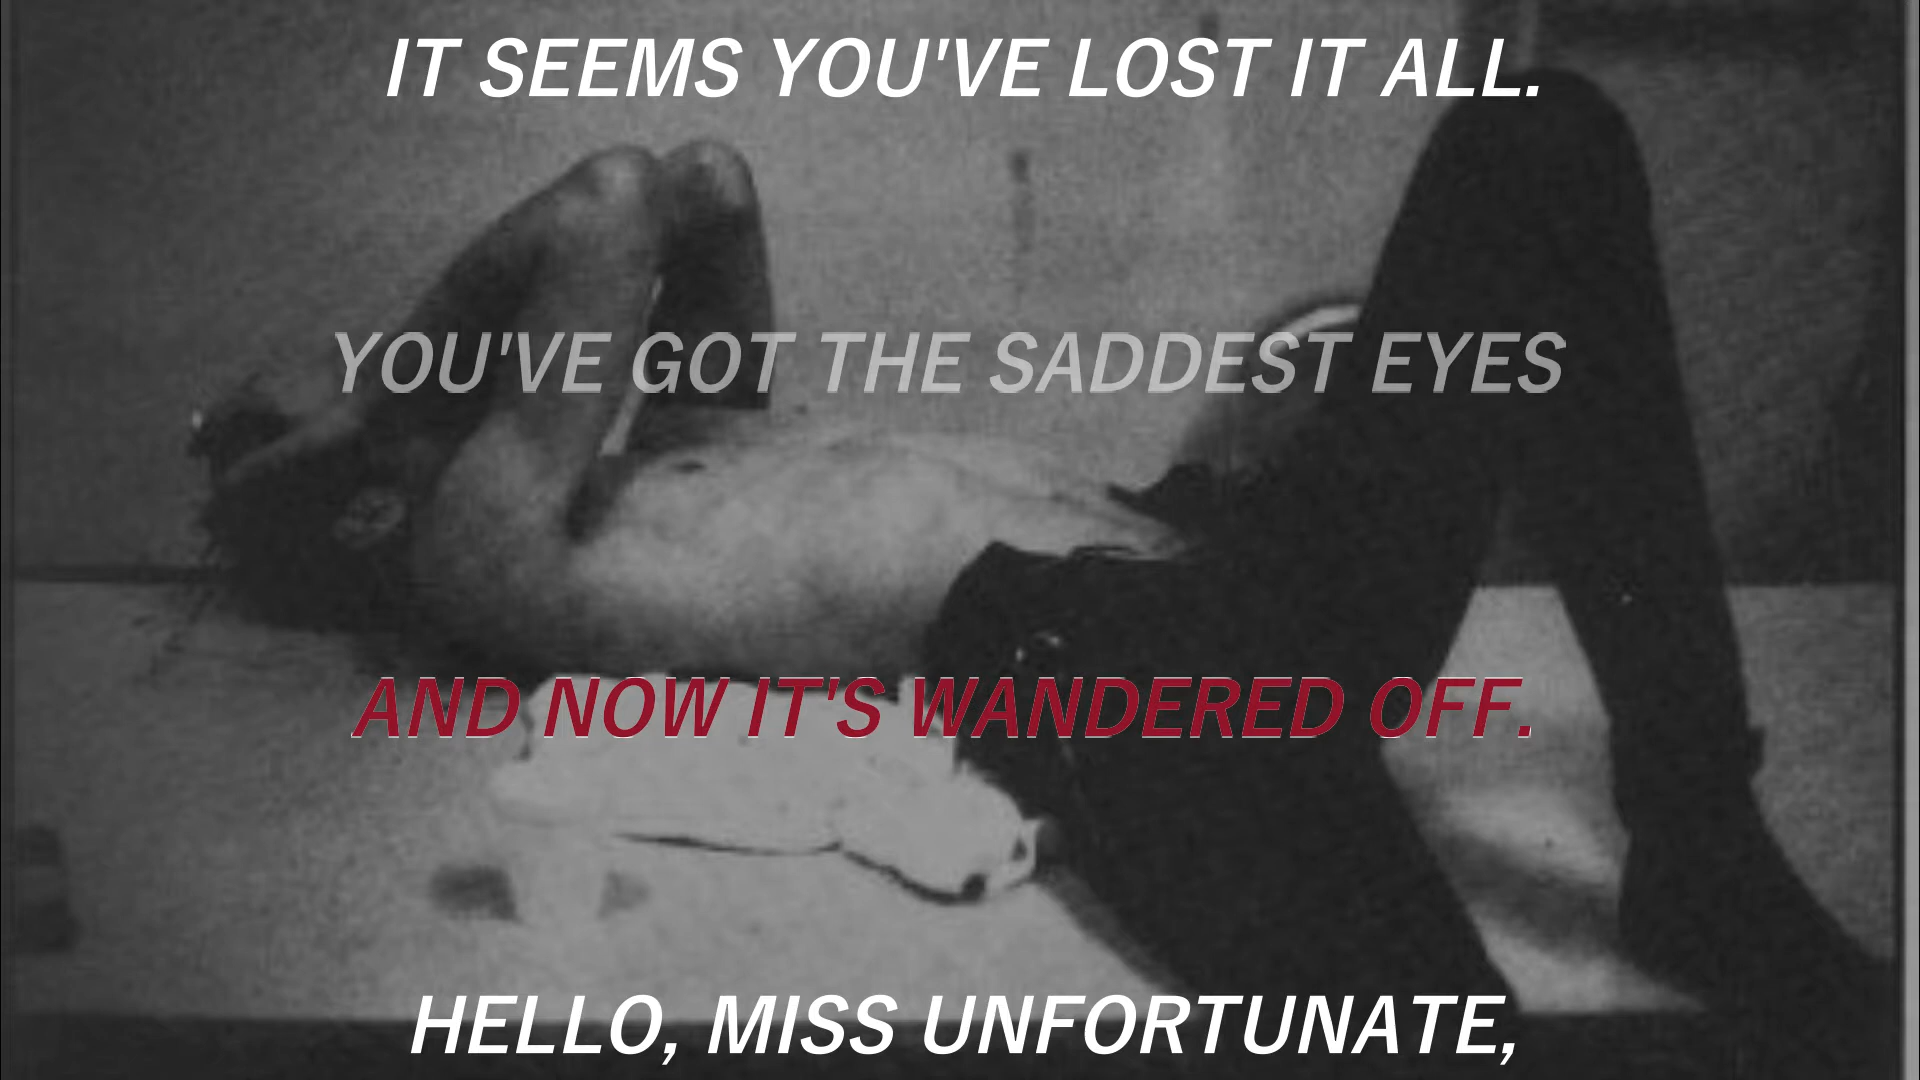 IT SEEMS YOU'VE LOST IT ALL.
YOU'VE GOT THE SADDEST EYES
AND NOW IT'S WANDERED OFF.
HELLO, MISS UNFORTUNATE,